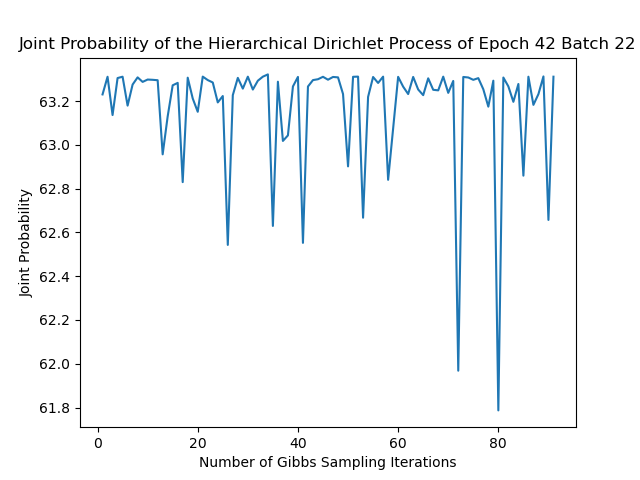 Joint Probability of the Hierarchical Dirichlet Process of Epoch 42 Batch 22
63.2
63.0
62.8
62.6
62.4
62.2
62.0
61.8
Joint Probability
0 20 40 60 80
Number of Gibbs Sampling Iterations